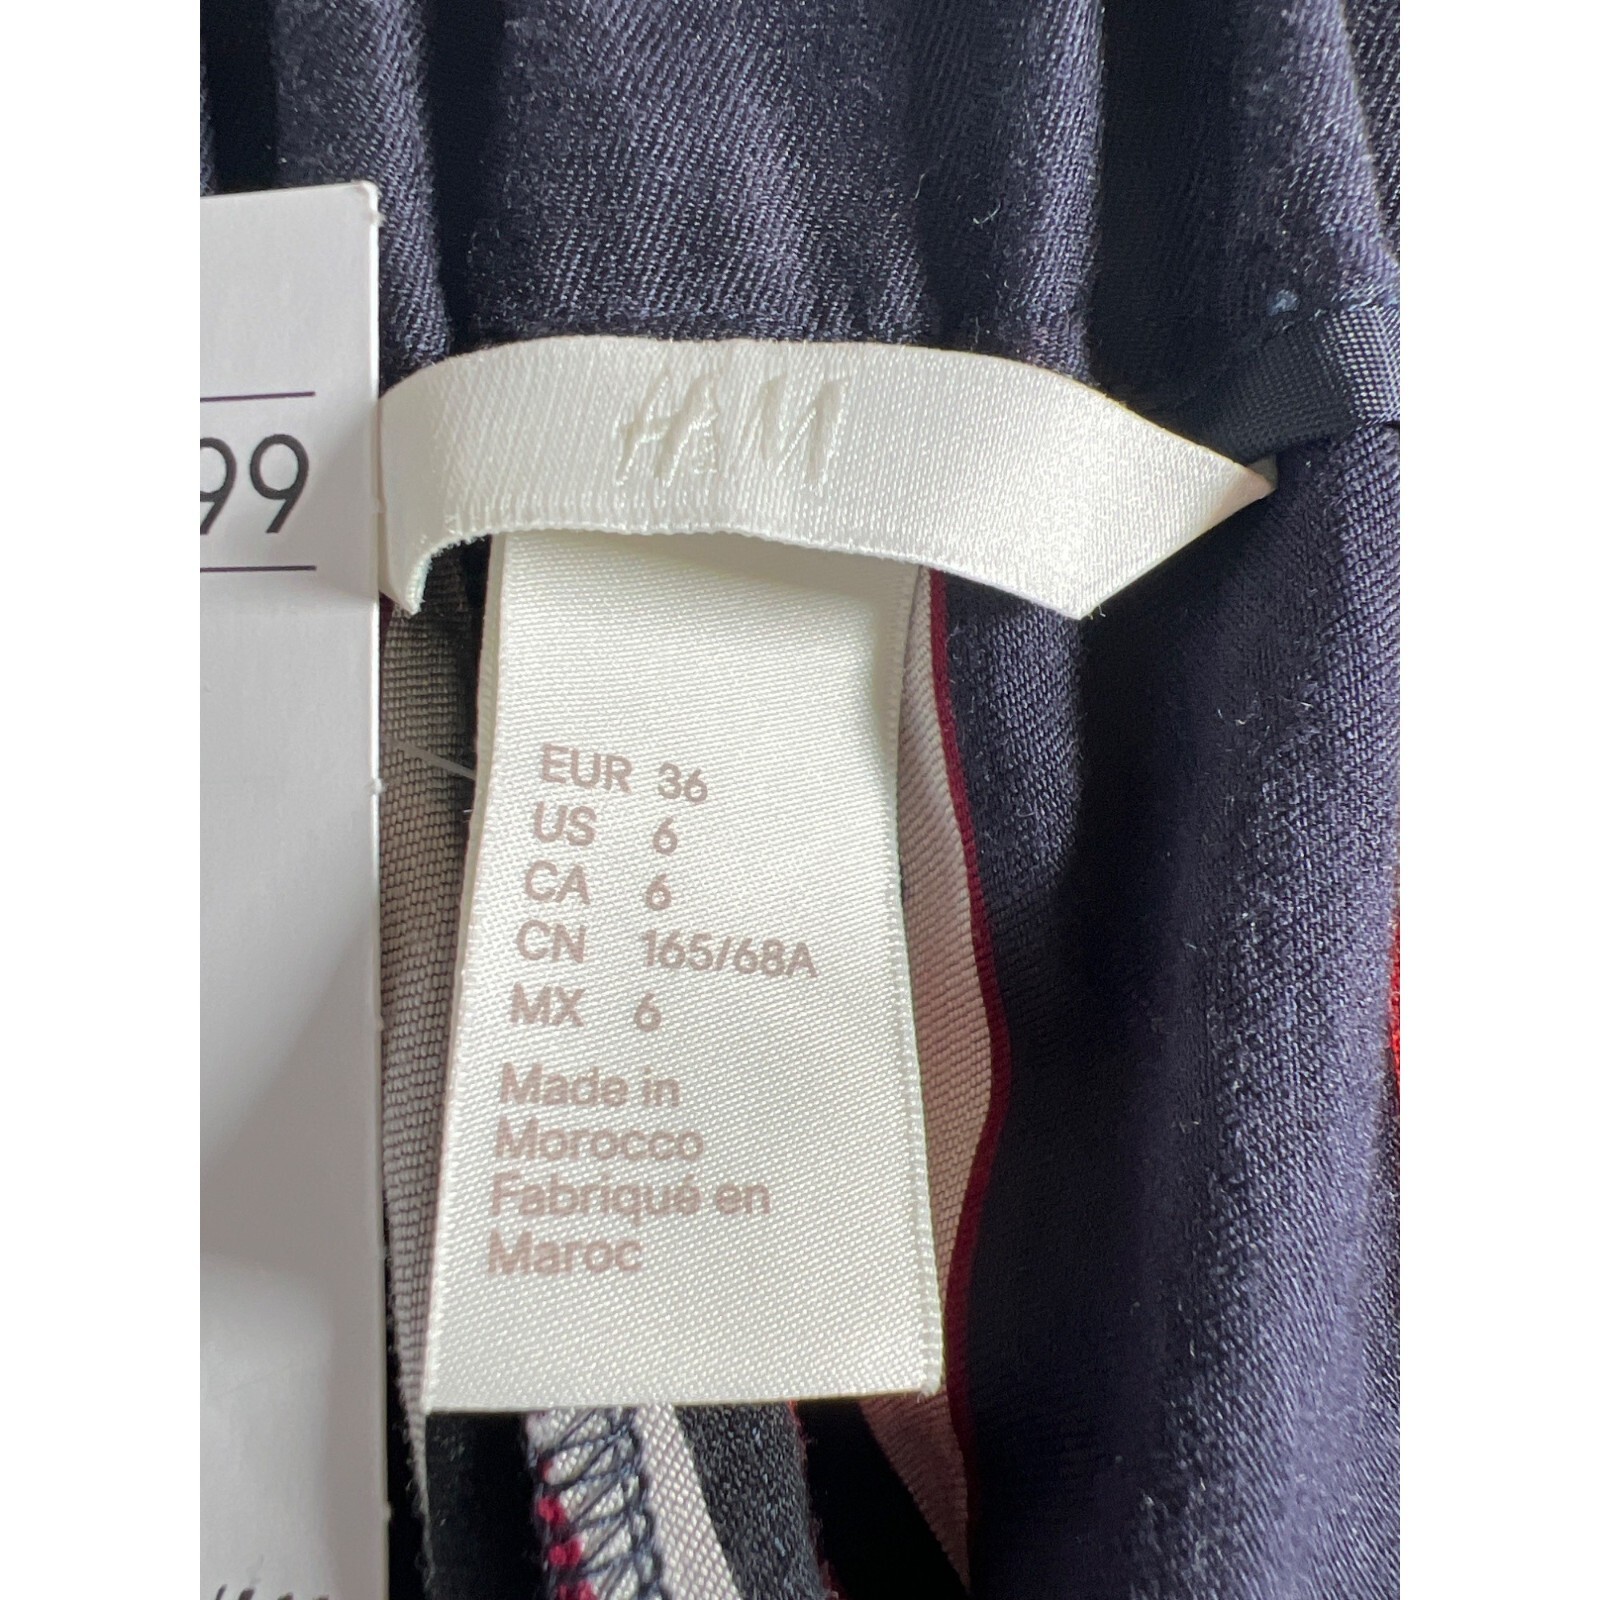 99
H&M
EUR 36
US 6
CA 6
CN 165/68A
MX 6
Made in
Morocco
Fabriqué en
Maroc